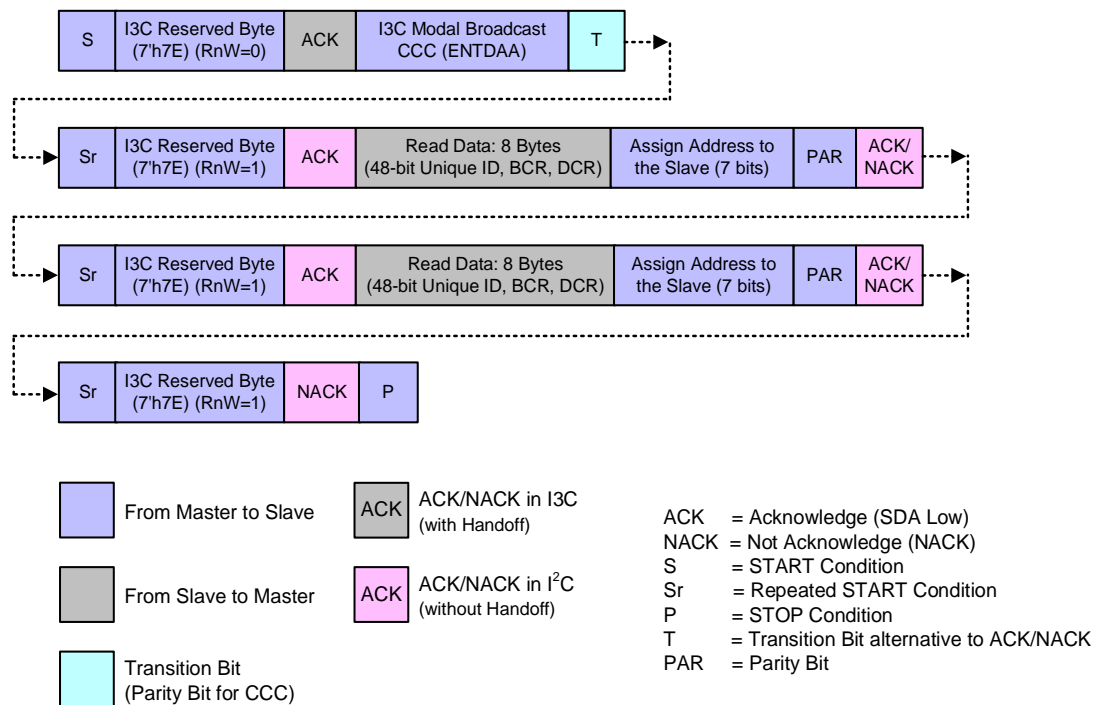 S
I3C Reserved Byte
(7'h7E) (RnW=0)
ACK
I3C Modal Broadcast
CCC (ENTDAA)
T
Sr
I3C Reserved Byte
(7'h7E) (RnW=1)
ACK
Read Data: 8 Bytes
(48-bit Unique ID, BCR, DCR)
Assign Address to
the Slave (7 bits)
PAR
ACK/
NACK
Sr
I3C Reserved Byte
(7'h7E) (RnW=1)
ACK
Read Data: 8 Bytes
(48-bit Unique ID, BCR, DCR)
Assign Address to
the Slave (7 bits)
PAR
ACK/
NACK
Sr
I3C Reserved Byte
(7'h7E) (RnW=1)
NACK
P
From Master to Slave
From Slave to Master
Transition Bit
(Parity Bit for CCC)
ACK
ACK/NACK in I3C
(with Handoff)
ACK
ACK/NACK in I²C
(without Handoff)
ACK = Acknowledge (SDA Low)
NACK = Not Acknowledge (NACK)
S = START Condition
Sr = Repeated START Condition
P = STOP Condition
T = Transition Bit alternative to ACK/NACK
PAR = Parity Bit